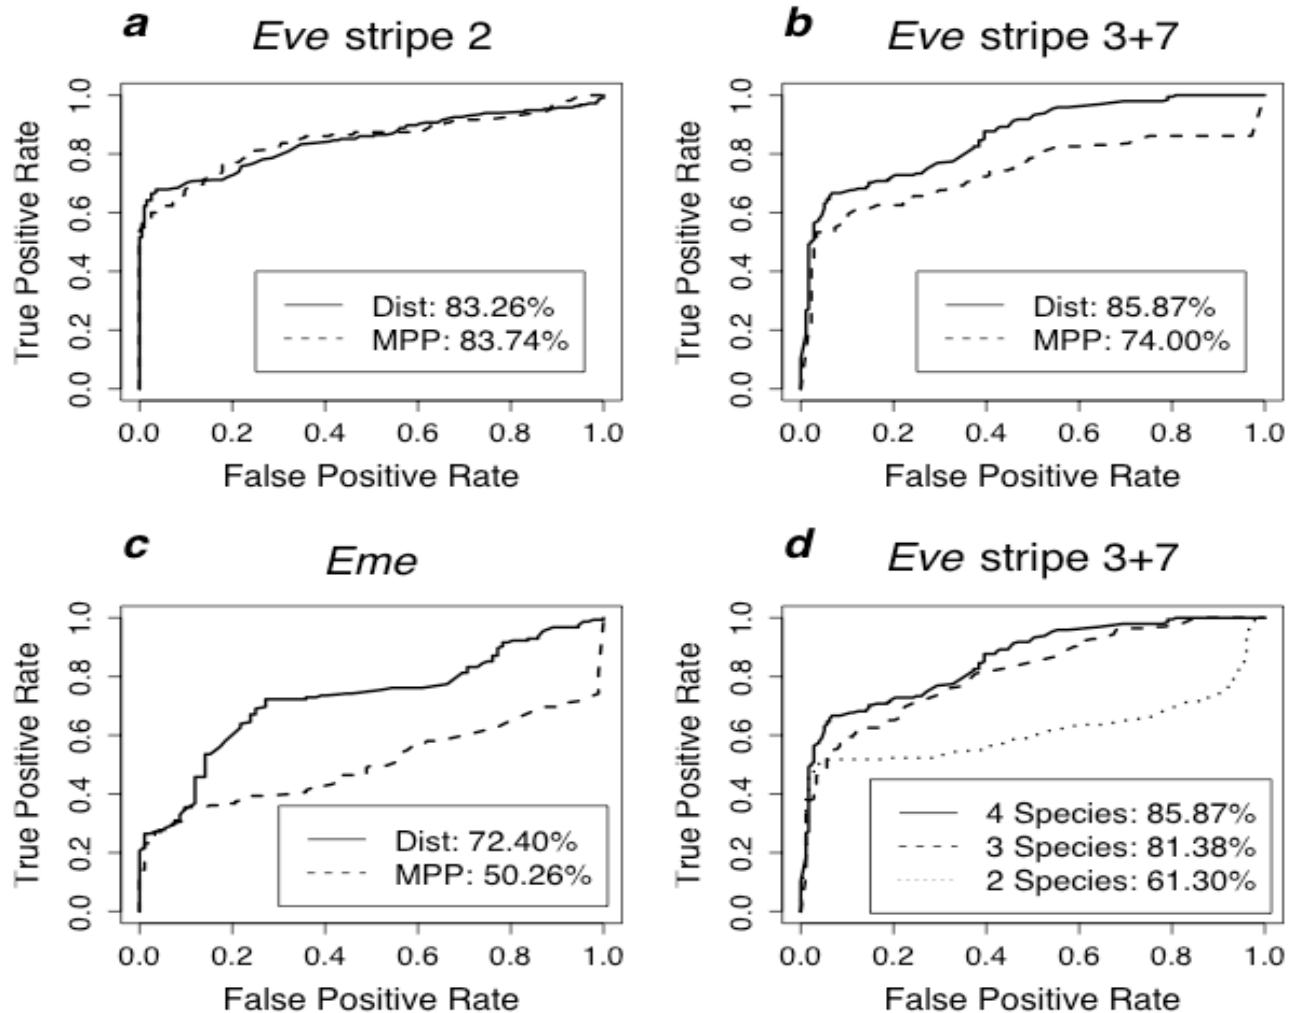 a
Eve stripe 2
True Positive Rate
0.0 0.2 0.4 0.6 0.8 1.0
Dist: 83.26%
MPP: 83.74%
0.0 0.2 0.4 0.6 0.8 1.0
False Positive Rate
b
Eve stripe 3+7
True Positive Rate
0.0 0.2 0.4 0.6 0.8 1.0
Dist: 85.87%
MPP: 74.00%
0.0 0.2 0.4 0.6 0.8 1.0
False Positive Rate
c
Eme
True Positive Rate
0.0 0.2 0.4 0.6 0.8 1.0
Dist: 72.40%
MPP: 50.26%
0.0 0.2 0.4 0.6 0.8 1.0
False Positive Rate
d
Eve stripe 3+7
True Positive Rate
0.0 0.2 0.4 0.6 0.8 1.0
4 Species: 85.87%
3 Species: 81.38%
2 Species: 61.30%
0.0 0.2 0.4 0.6 0.8 1.0
False Positive Rate